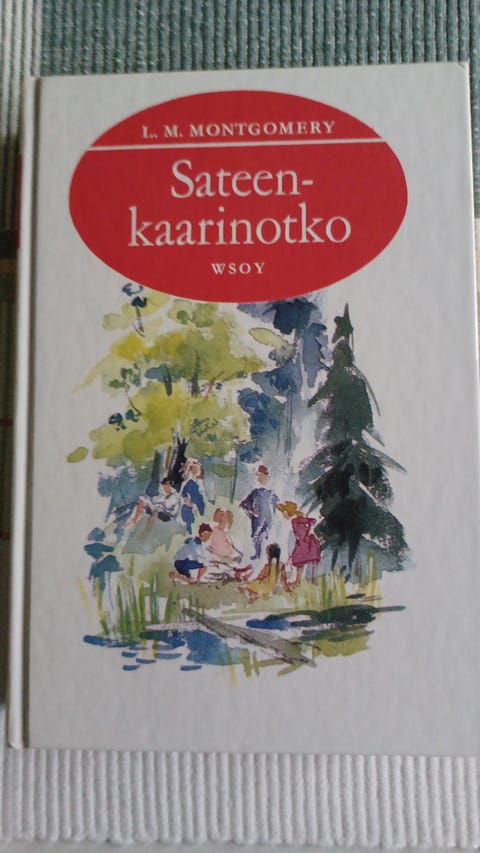 L. M. MONTGOMERY
Sateen-
kaarinotko
WSOY